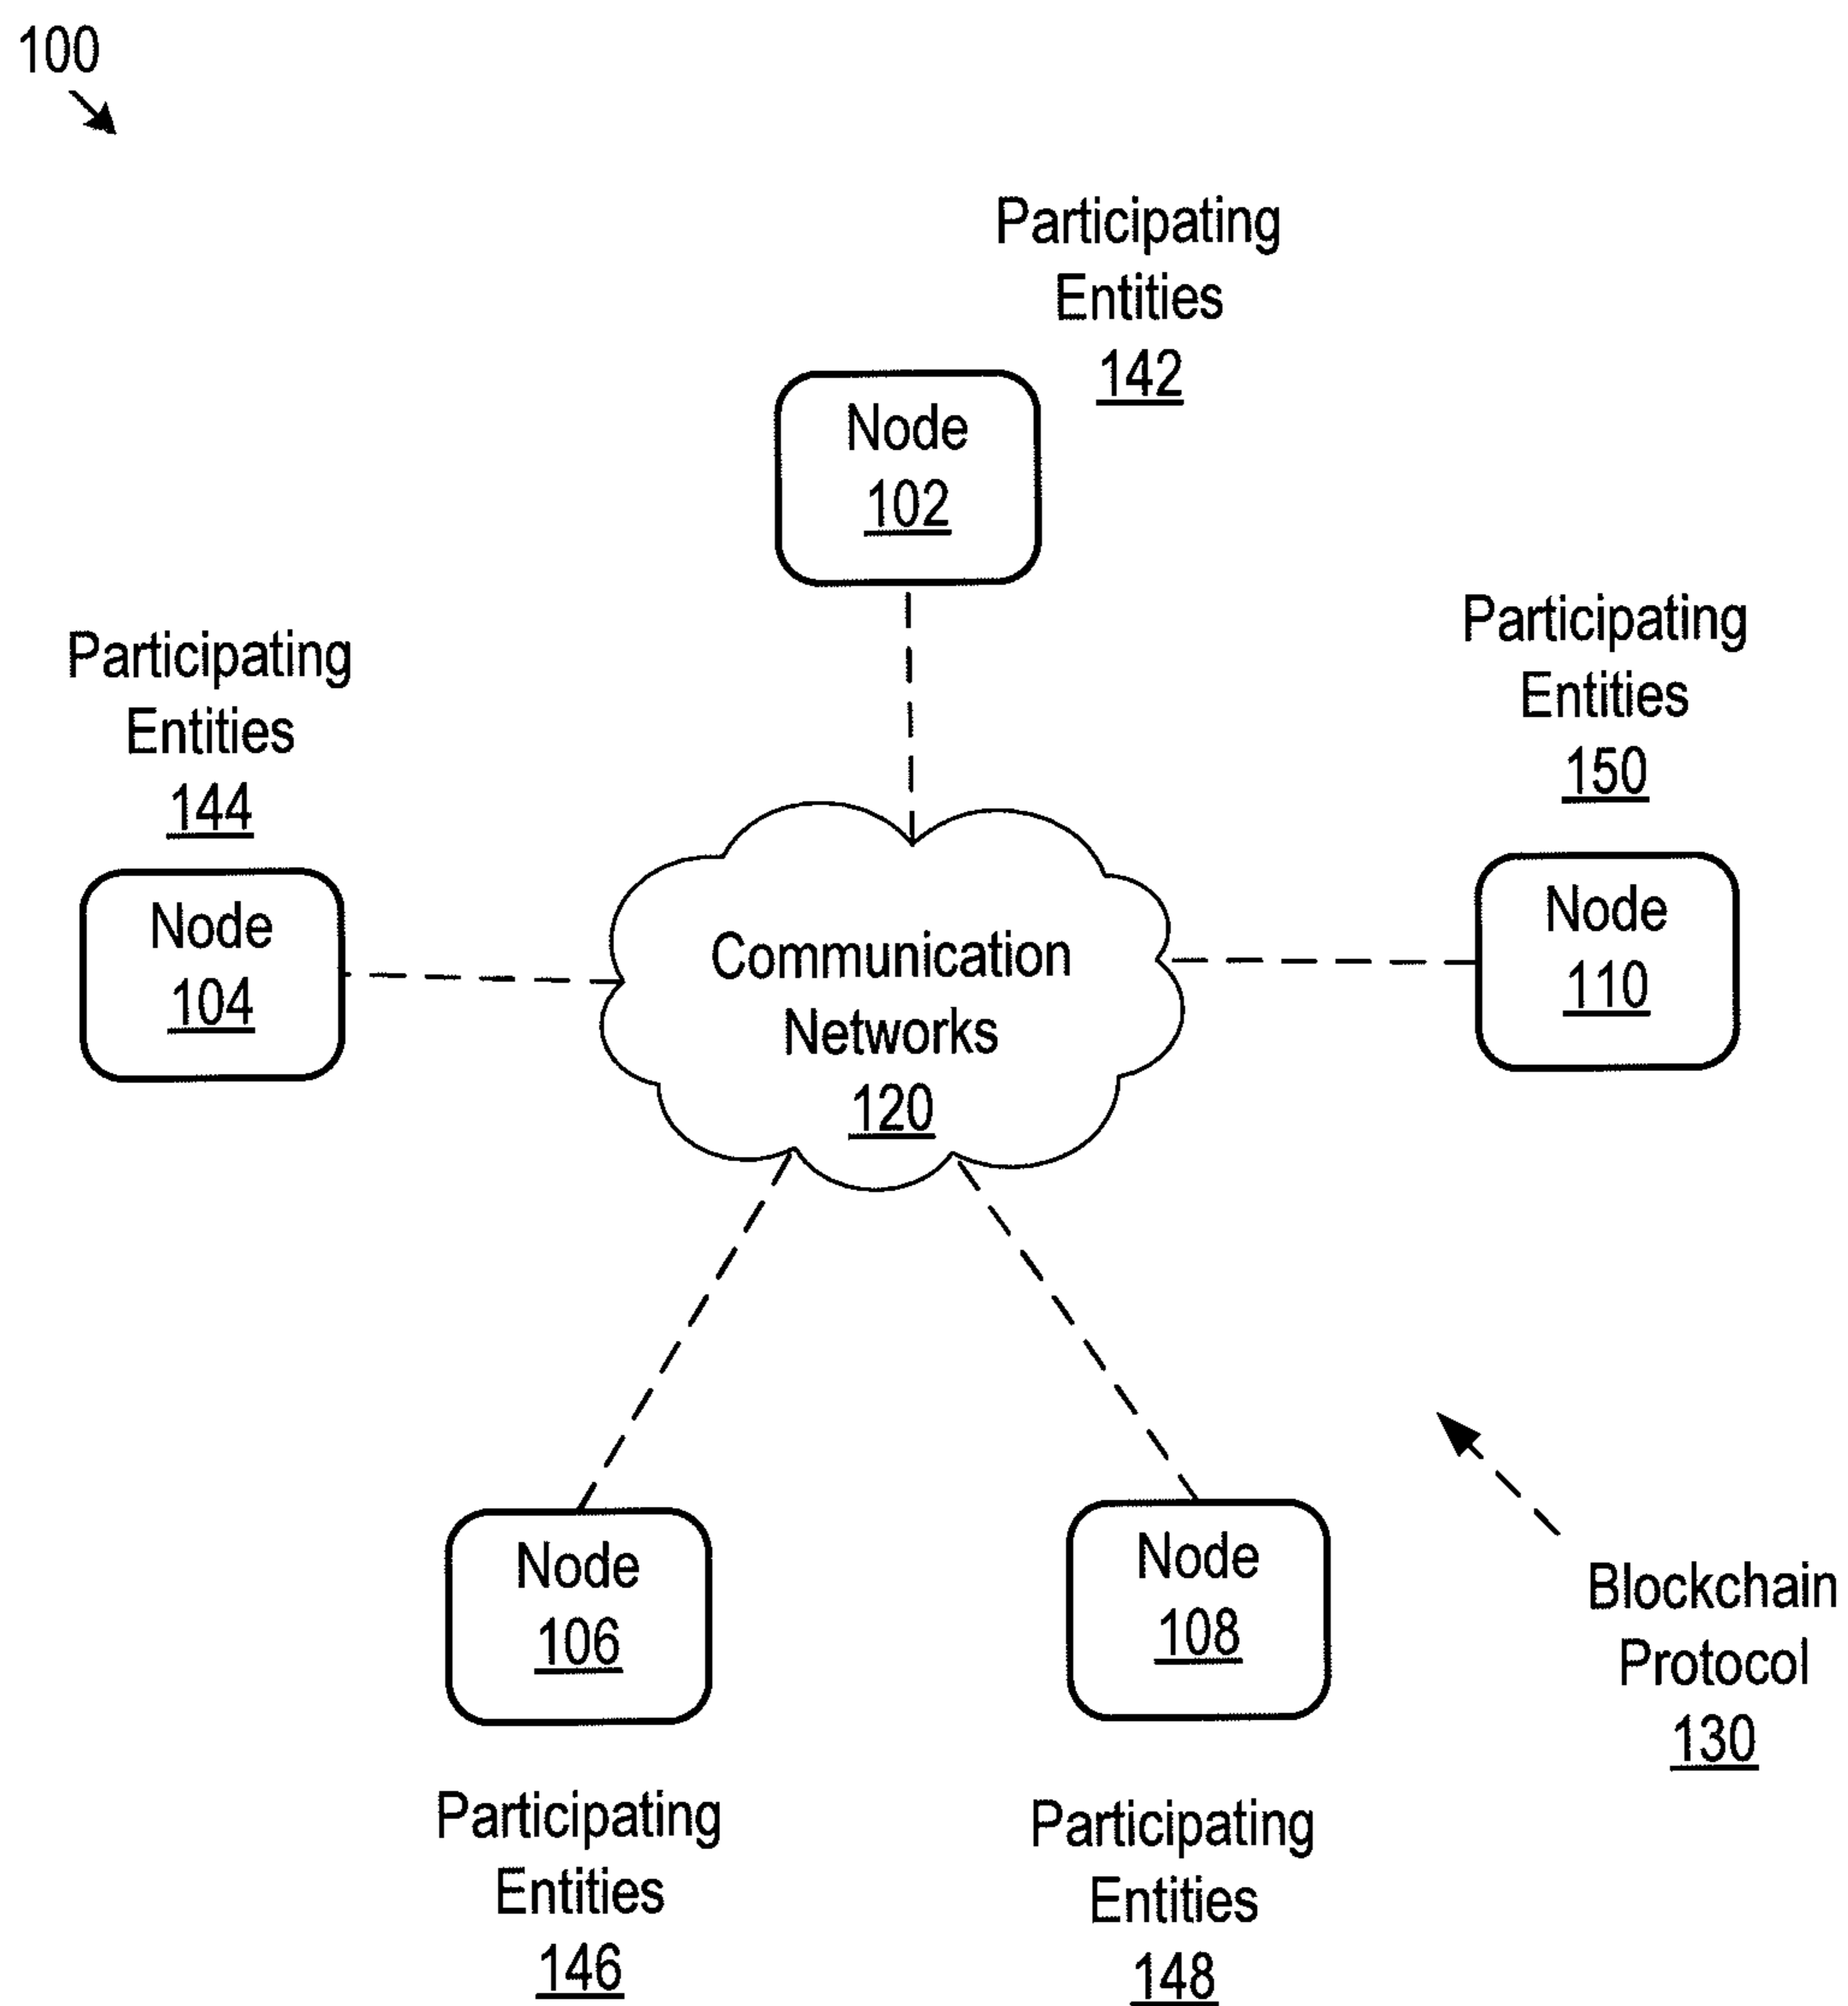 100
Participating
Entities
142
Node
102
Participating
Entities
144
Node
104
Participating
Entities
150
Node
110
Communication
Networks
120
Node
106
Participating
Entities
146
Node
108
Participating
Entities
148
Blockchain
Protocol
130